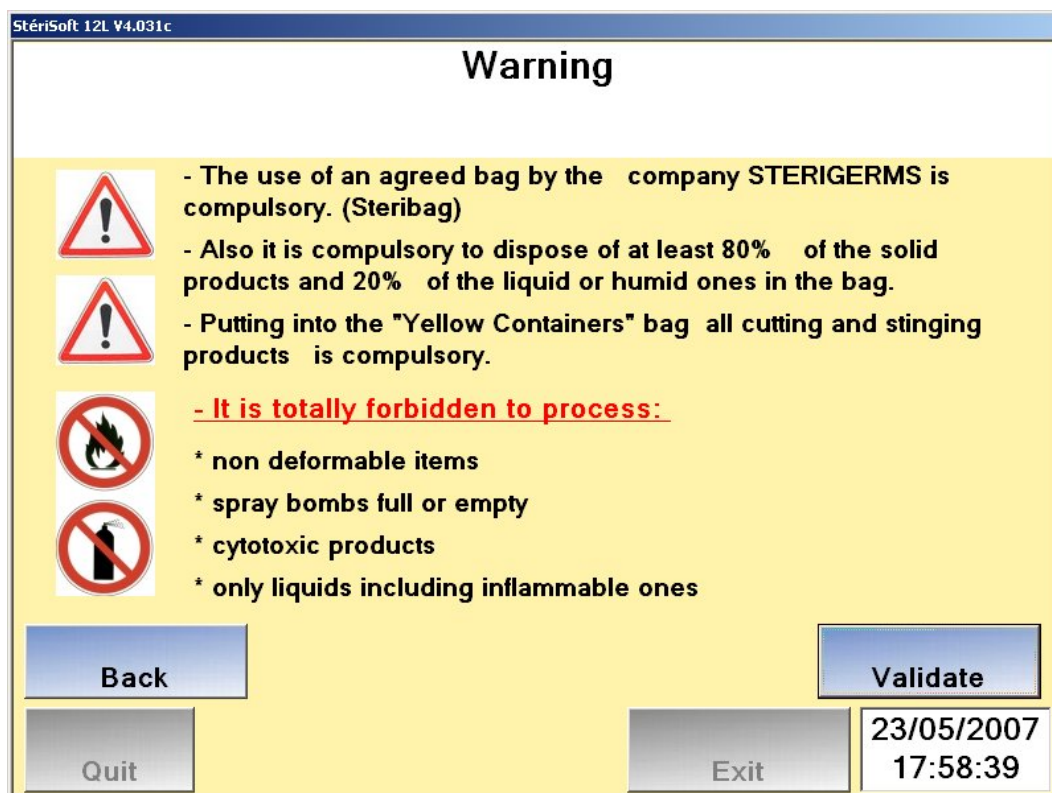 StériSoft 12L V4.031c
Warning
- The use of an agreed bag by the company STERIGERMS is
compulsory. (Steribag)
- Also it is compulsory to dispose of at least 80% of the solid
products and 20% of the liquid or humid ones in the bag.
- Putting into the "Yellow Containers" bag all cutting and stinging
products is compulsory.
- It is totally forbidden to process:
* non deformable items
* spray bombs full or empty
* cytotoxic products
* only liquids including inflammable ones
Back
Validate
Quit
Exit
23/05/2007
17:58:39